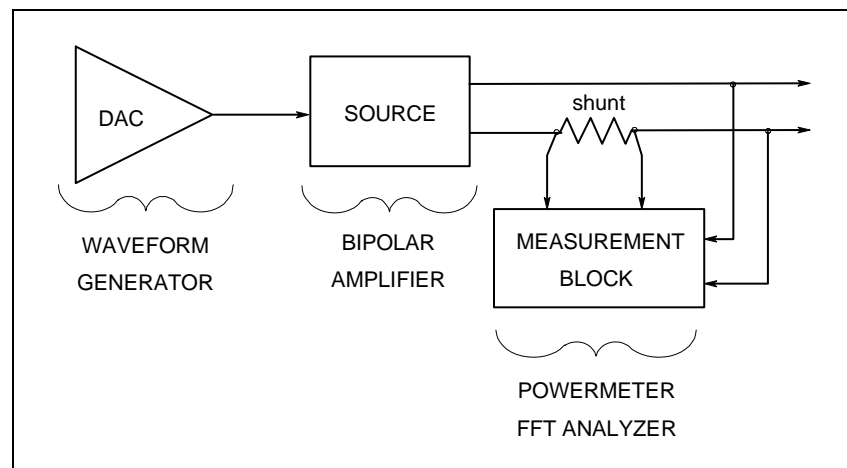 DAC
SOURCE
shunt
WAVEFORM
GENERATOR
BIPOLAR
AMPLIFIER
MEASUREMENT
BLOCK
POWERMETER
FFT ANALYZER